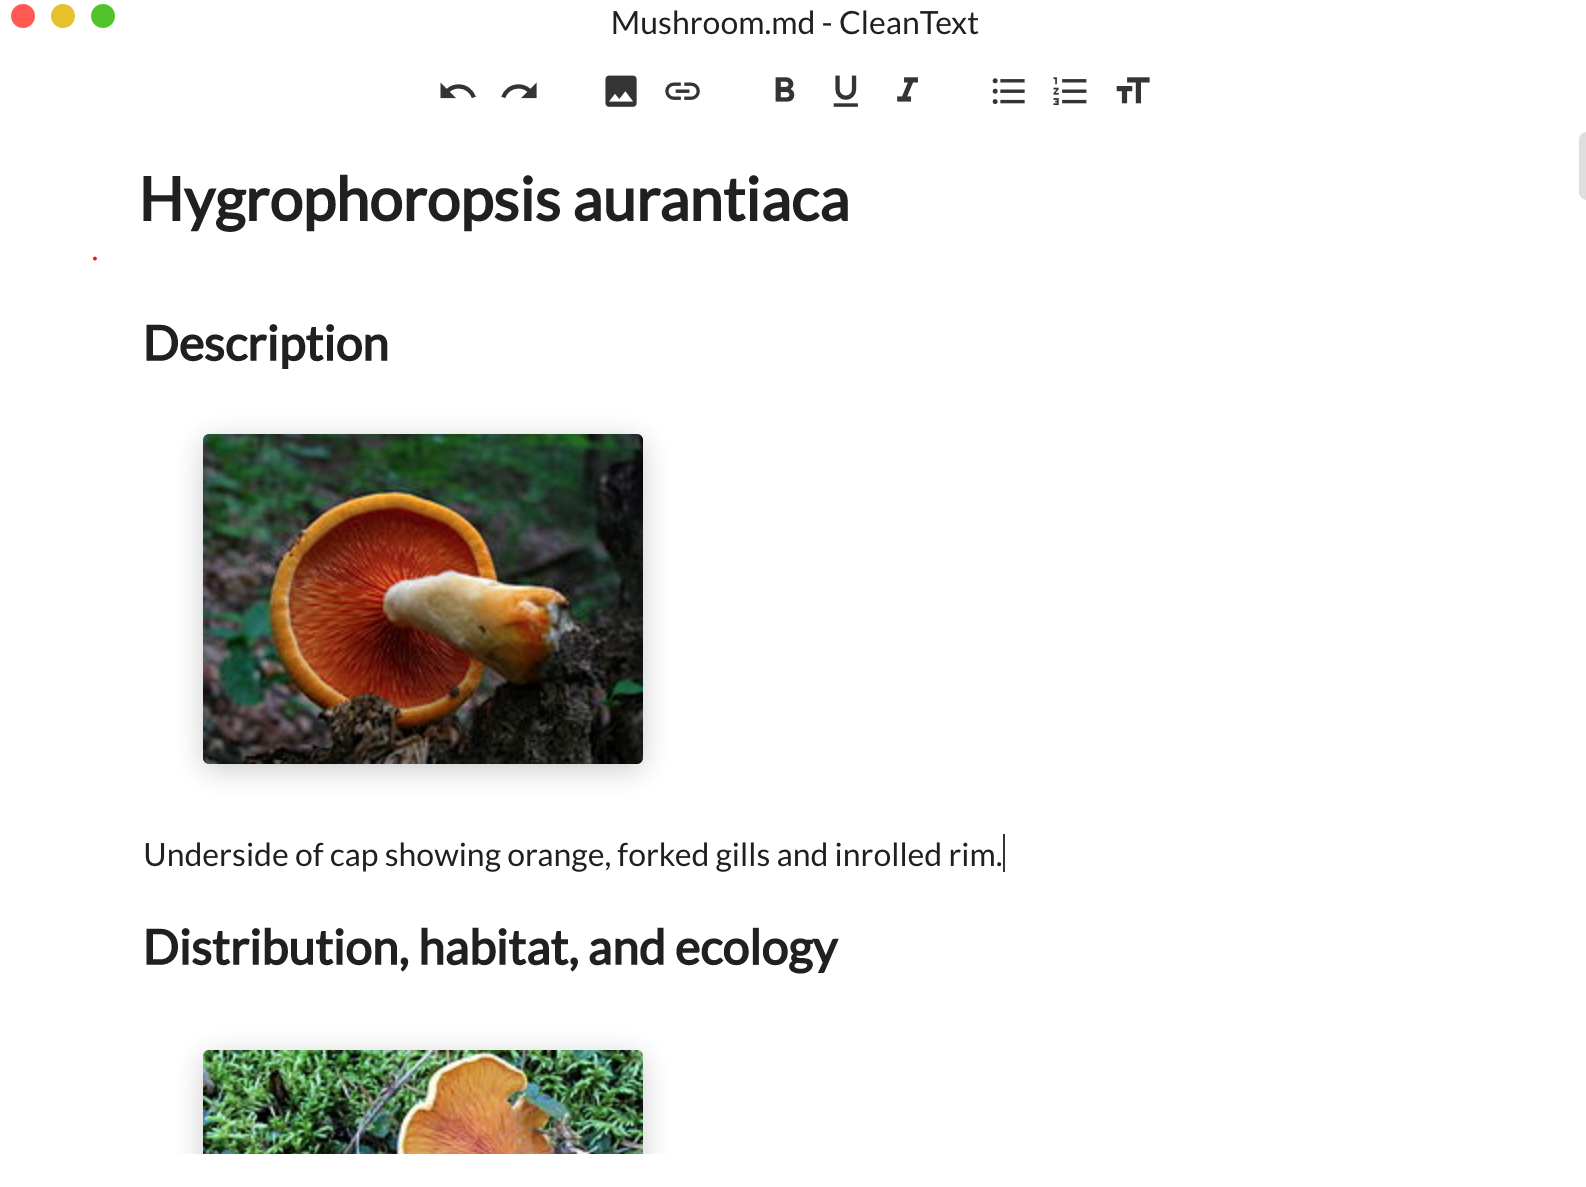 Mushroom.md - CleanText
Hygrophoropsis aurantiaca
Description
Underside of cap showing orange, forked gills and inrolled rim.
Distribution, habitat, and ecology